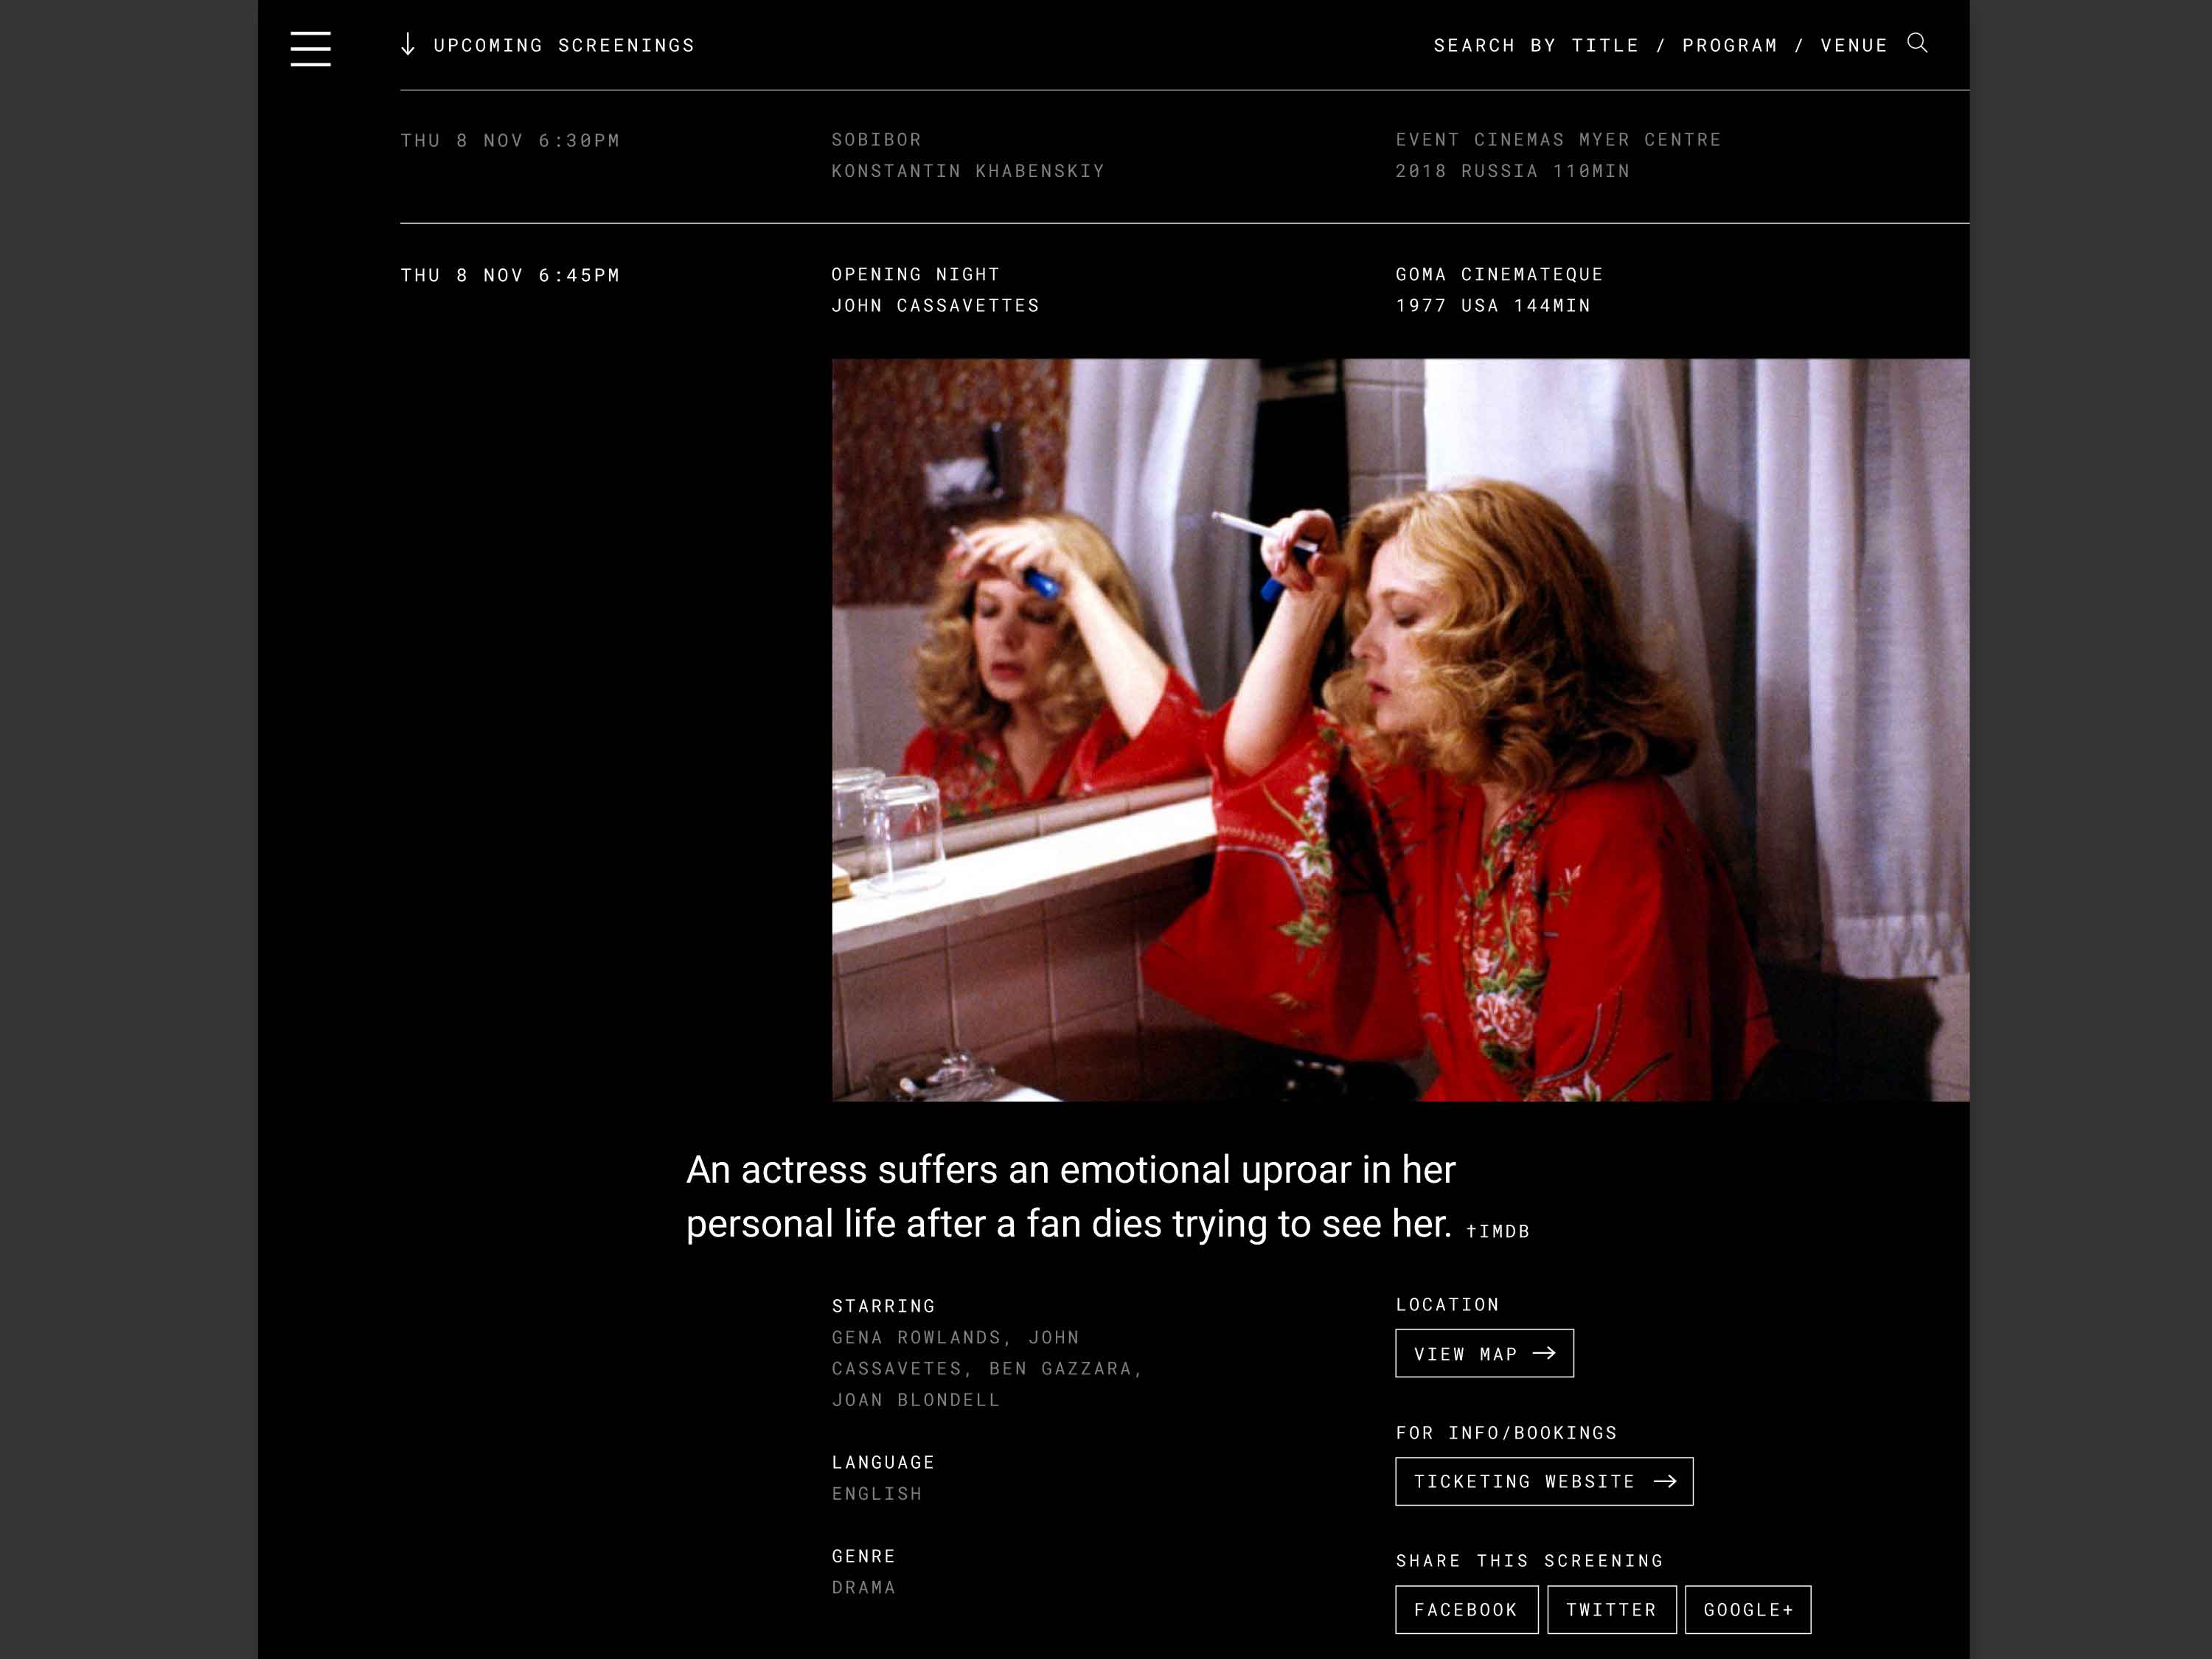 UPCOMING SCREENINGS
SEARCH BY TITLE / PROGRAM / VENUE
THU 8 NOV 6:30PM
SOBIBOR
KONSTANTIN KHABENSKIY
EVENT CINEMAS MYER CENTRE
2018 RUSSIA 110MIN
THU 8 NOV 6:45PM
OPENING NIGHT
JOHN CASSAVETTES
GOMA CINEMATEQUE
1977 USA 144MIN
An actress suffers an emotional uproar in her
personal life after a fan dies trying to see her. †IMDB
STARRING
GENA ROWLANDS, JOHN
CASSAVETES, BEN GAZZARA,
JOAN BLONDELL
LANGUAGE
ENGLISH
GENRE
DRAMA
LOCATION
VIEW MAP
FOR INFO/BOOKINGS
TICKETING WEBSITE
SHARE THIS SCREENING
FACEBOOK
TWITTER
GOOGLE+